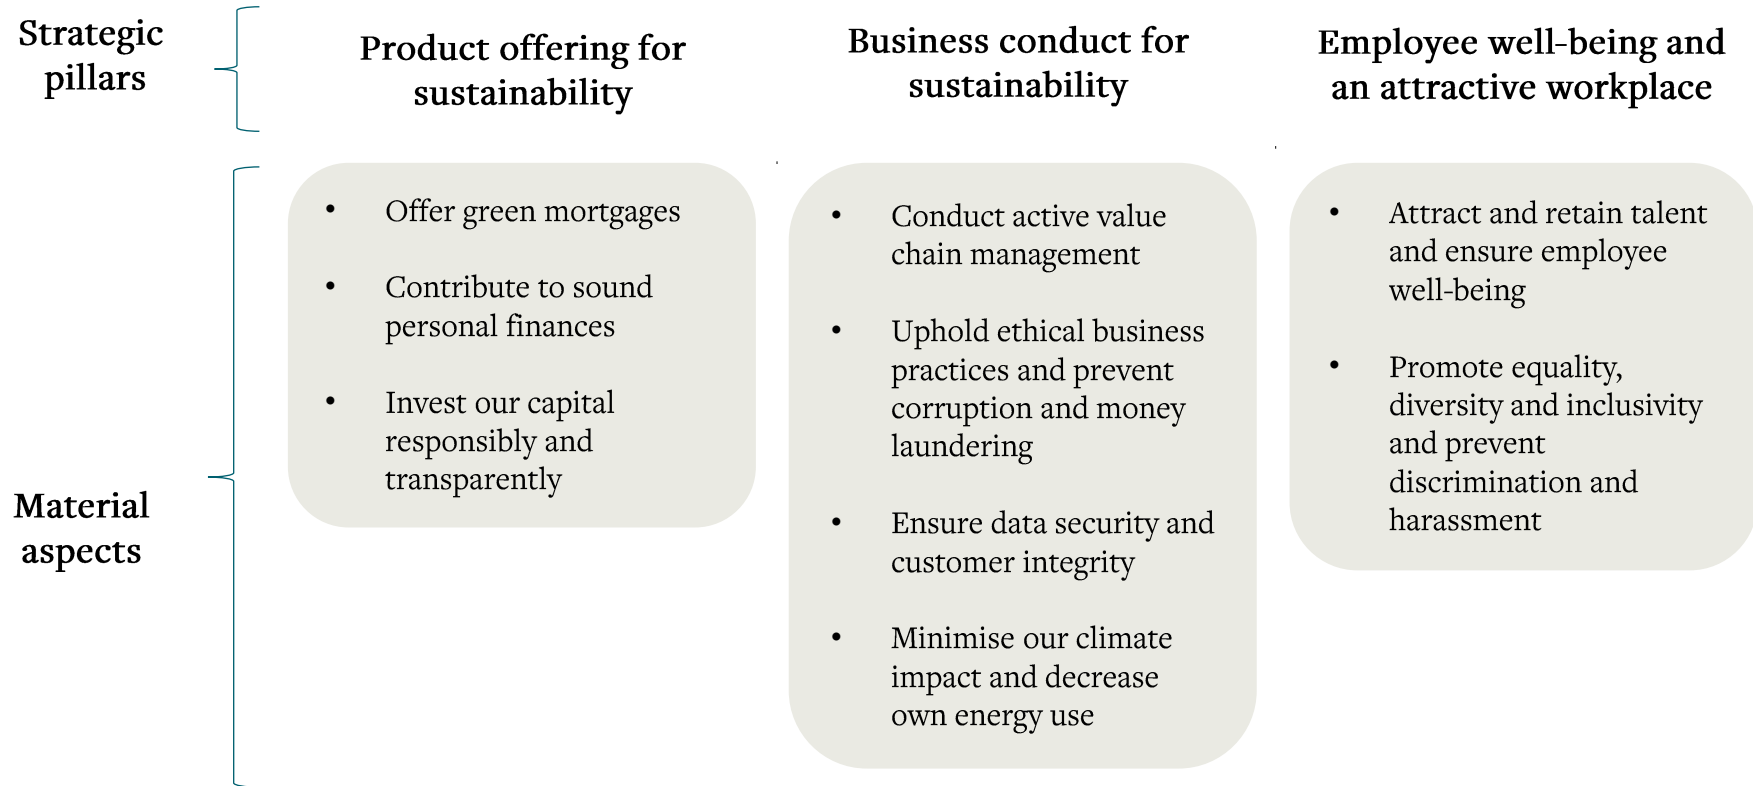 Strategic
pillars
Product offering for
sustainability
Business conduct for
sustainability
Employee well-being and
an attractive workplace
Material
aspects
• Offer green mortgages
• Contribute to sound
personal finances
• Invest our capital
responsibly and
transparently
• Conduct active value
chain management
• Uphold ethical business
practices and prevent
corruption and money
laundering
• Ensure data security and
customer integrity
• Minimise our climate
impact and decrease
own energy use
• Attract and retain talent
and ensure employee
well-being
• Promote equality,
diversity and inclusivity
and prevent
discrimination and
harassment